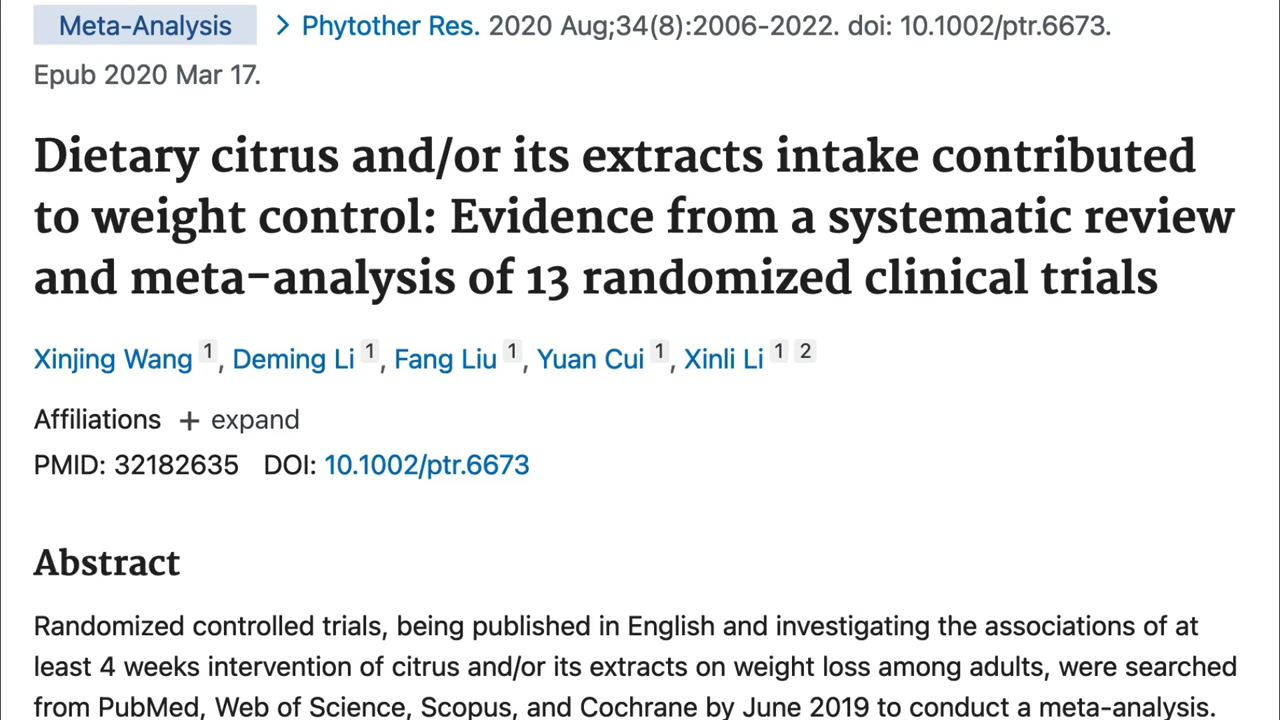 Meta-Analysis > Phytother Res. 2020 Aug;34(8):2006-2022. doi: 10.1002/ptr.6673.
Epub 2020 Mar 17.
Dietary citrus and/or its extracts intake contributed
to weight control: Evidence from a systematic review
and meta-analysis of 13 randomized clinical trials
Xinjing Wang 1, Deming Li 1, Fang Liu 1, Yuan Cui 1, Xinli Li 1 2
Affiliations + expand
PMID: 32182635 DOI: 10.1002/ptr.6673
Abstract
Randomized controlled trials, being published in English and investigating the associations of at
least 4 weeks intervention of citrus and/or its extracts on weight loss among adults, were searched
from PubMed, Web of Science, Scopus, and Cochrane by June 2019 to conduct a meta-analysis.